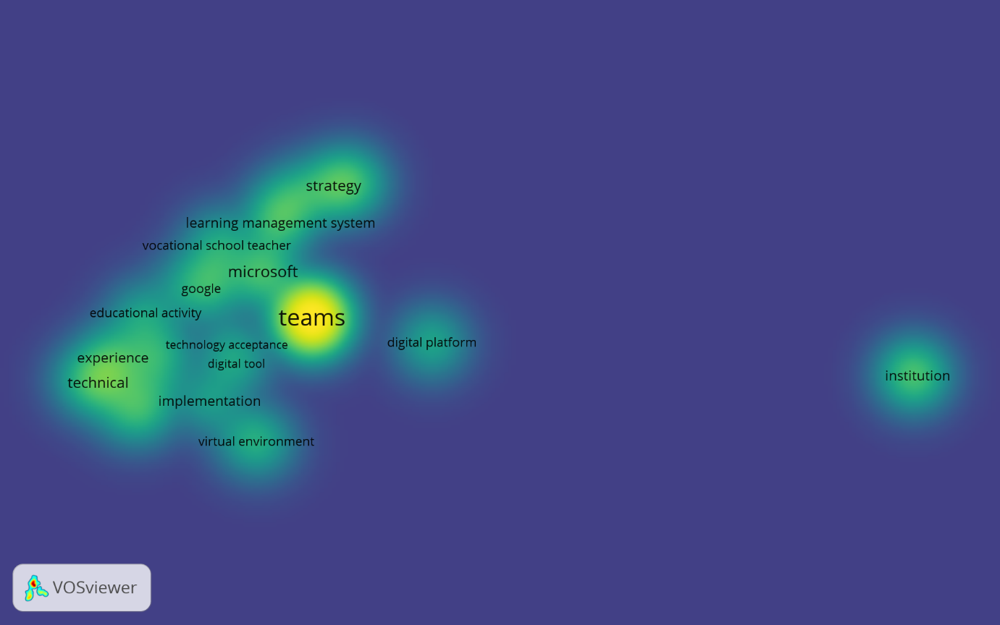 strategy
learning management system
vocational school teacher
microsoft
google
educational activity
teams
technology acceptance
digital platform
experience
digital tool
technical
institution
implementation
virtual environment
VOSviewer